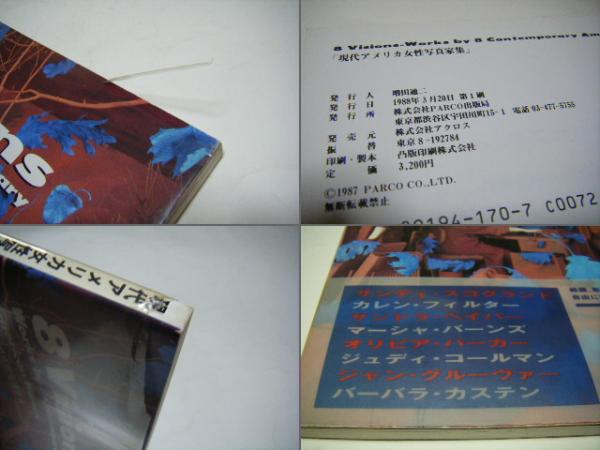 ns
ary
8 Visions-Works by 8 Contemporary Am
「現代アメリカ女性写真家集」
発行人 増田通二
発行日 1988年3月20日 第1刷
発行所 株式会社PARCO出版局
東京都渋谷区宇田川町15-1 電話 03-477-5755
発売元 株式会社アクロス
振替 東京8-192784
印刷・製本 凸版印刷株式会社
定価 3,200円
©1987 PARCO CO.,LTD.
無断転載禁止
194-170-7 C0072
現代アメリカ女性写
8 Vis
サンディ・スコグランド
カレン・フィルター
サンドラ・ヘイバー
マーシャ・バーンズ
オリビア・パーカー
ジュディ・コールマン
ジャン・グルーヴァー
バーバラ・カステン
自由に